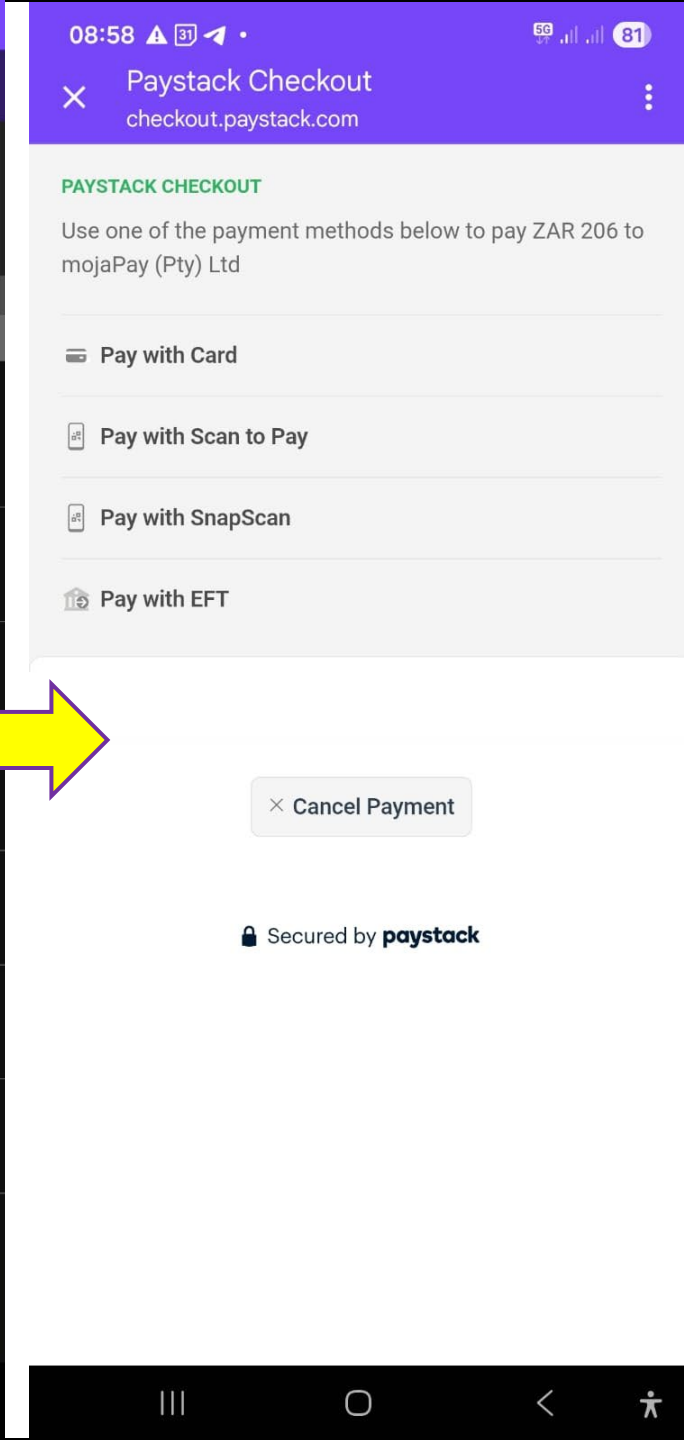 08:58
31
5G
81
Paystack Checkout
checkout.paystack.com
PAYSTACK CHECKOUT
Use one of the payment methods below to pay ZAR 206 to
mojaPay (Pty) Ltd
Pay with Card
Pay with Scan to Pay
Pay with SnapScan
Pay with EFT
Cancel Payment
Secured by paystack